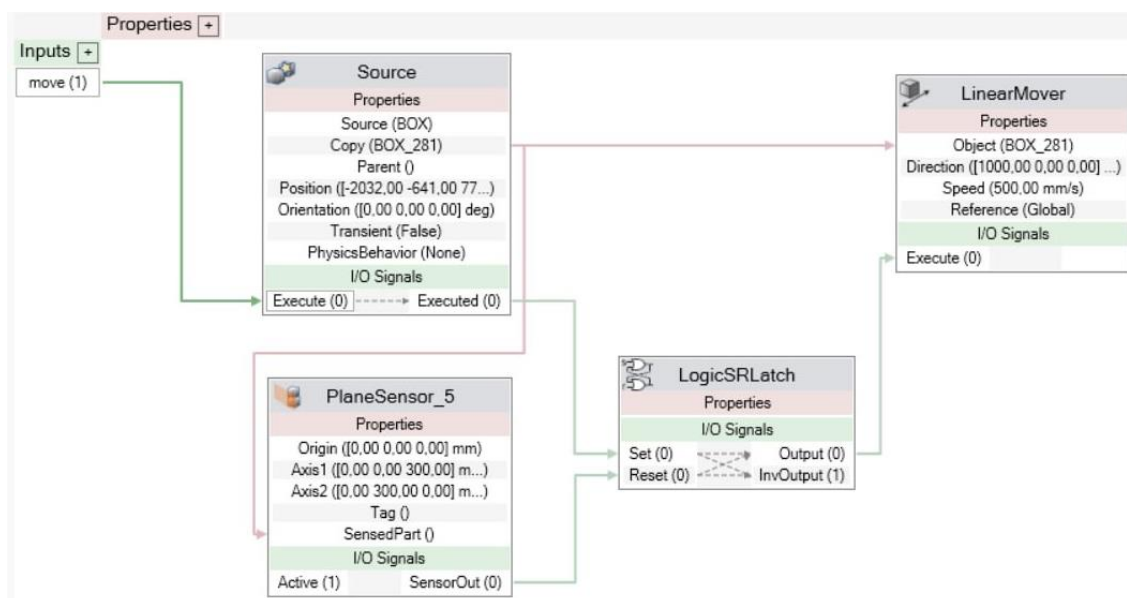 Properties +
Inputs +
move (1)
Source
Properties
Source (BOX)
Copy (BOX_281)
Parent ()
Position ([-2032,00 -641,00 77...)
Orientation ([0,00 0,00 0,00] deg)
Transient (False)
PhysicsBehavior (None)
I/O Signals
Execute (0) Executed (0)
LinearMover
Properties
Object (BOX_281)
Direction ([1000,00 0,00 0,00] ...)
Speed (500,00 mm/s)
Reference (Global)
I/O Signals
Execute (0)
PlaneSensor_5
Properties
Origin ([0,00 0,00 0,00] mm)
Axis1 ([0,00 0,00 300,00] m...)
Axis2 ([0,00 300,00 0,00] m...)
Tag ()
SensedPart ()
I/O Signals
Active (1) SensorOut (0)
LogicSRLatch
Properties
I/O Signals
Set (0) Output (0)
Reset (0) InvOutput (1)